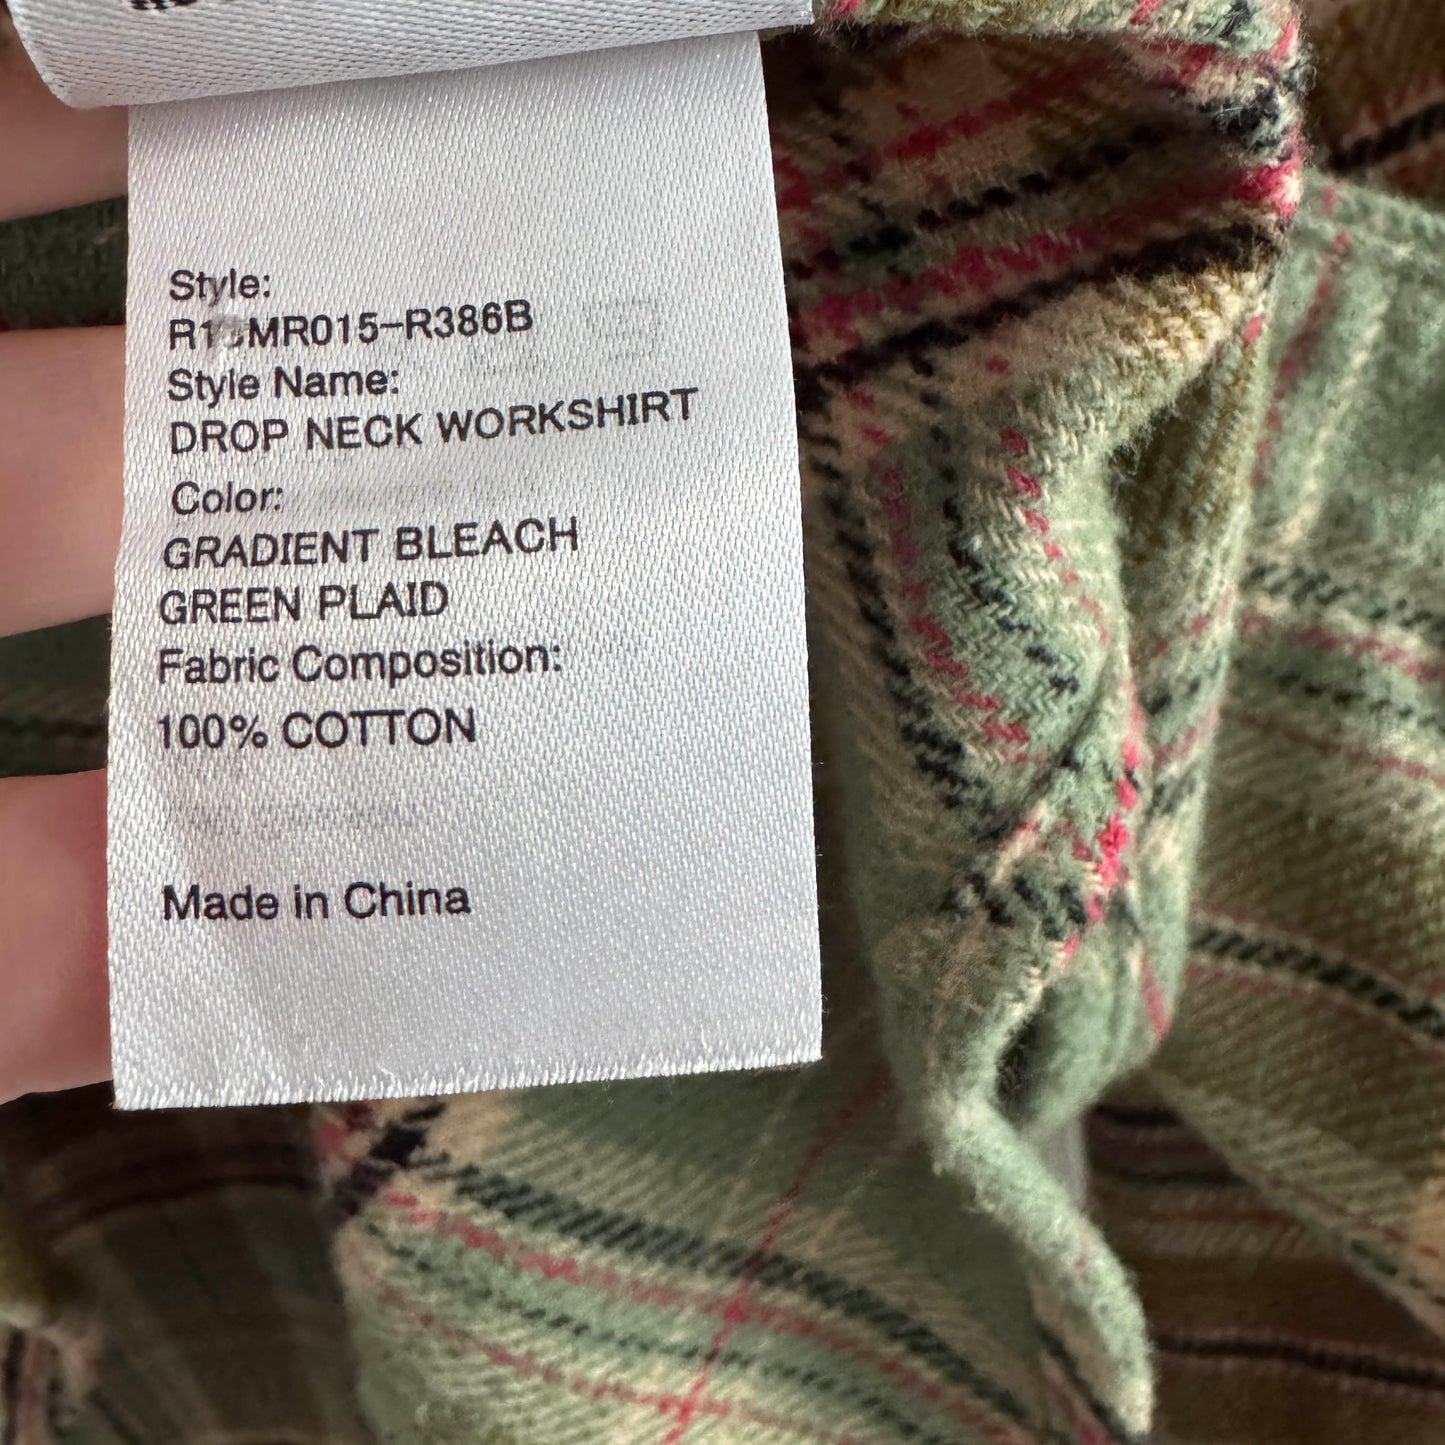 Style:
Style Name:
DROP NECK WORKSHIRT
Color:
GRADIENT BLEACH
GREEN PLAID
Fabric Composition:
100% COTTON
Made in China